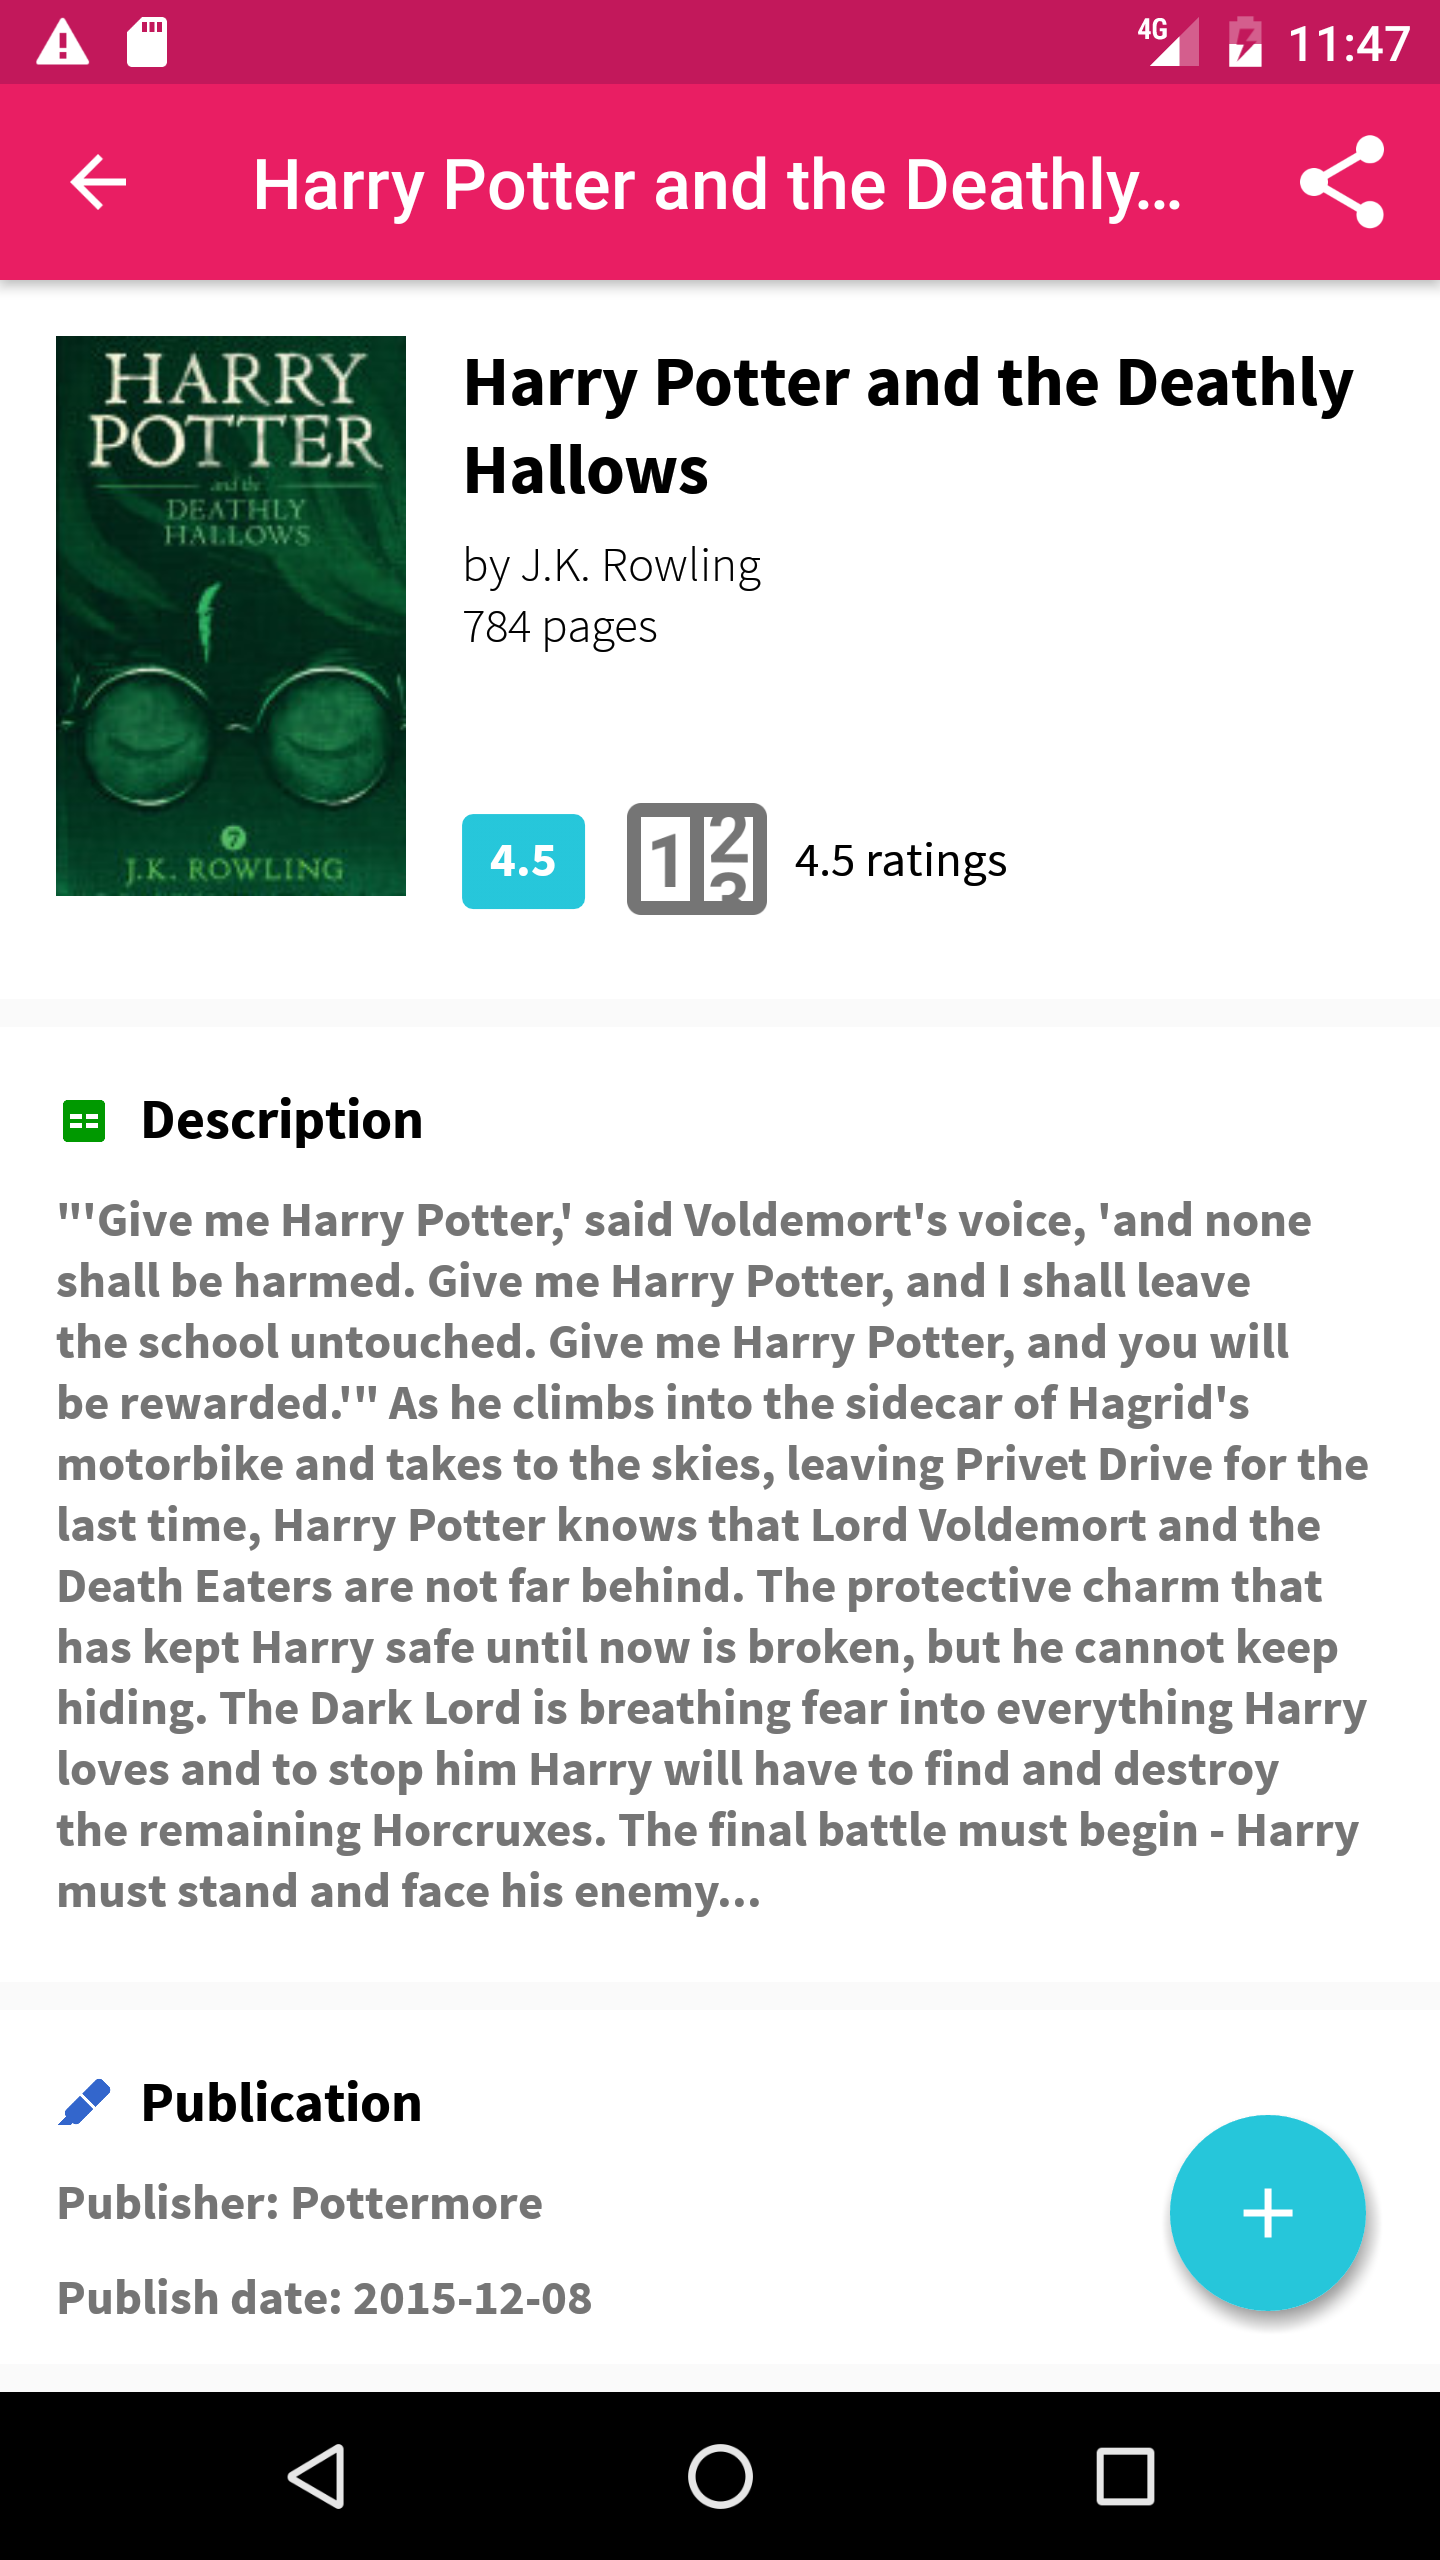 4G 11:47
Harry Potter and the Deathly...
HARRY
POTTER
and the
DEATHLY
HALLOWS
7
J.K. ROWLING
Harry Potter and the Deathly
Hallows
by J.K. Rowling
784 pages
4.5
1 2 3
4.5 ratings
Description
"'Give me Harry Potter,' said Voldemort's voice, 'and none
shall be harmed. Give me Harry Potter, and I shall leave
the school untouched. Give me Harry Potter, and you will
be rewarded.'" As he climbs into the sidecar of Hagrid's
motorbike and takes to the skies, leaving Privet Drive for the
last time, Harry Potter knows that Lord Voldemort and the
Death Eaters are not far behind. The protective charm that
has kept Harry safe until now is broken, but he cannot keep
hiding. The Dark Lord is breathing fear into everything Harry
loves and to stop him Harry will have to find and destroy
the remaining Horcruxes. The final battle must begin - Harry
must stand and face his enemy...
Publication
Publisher: Pottermore
Publish date: 2015-12-08